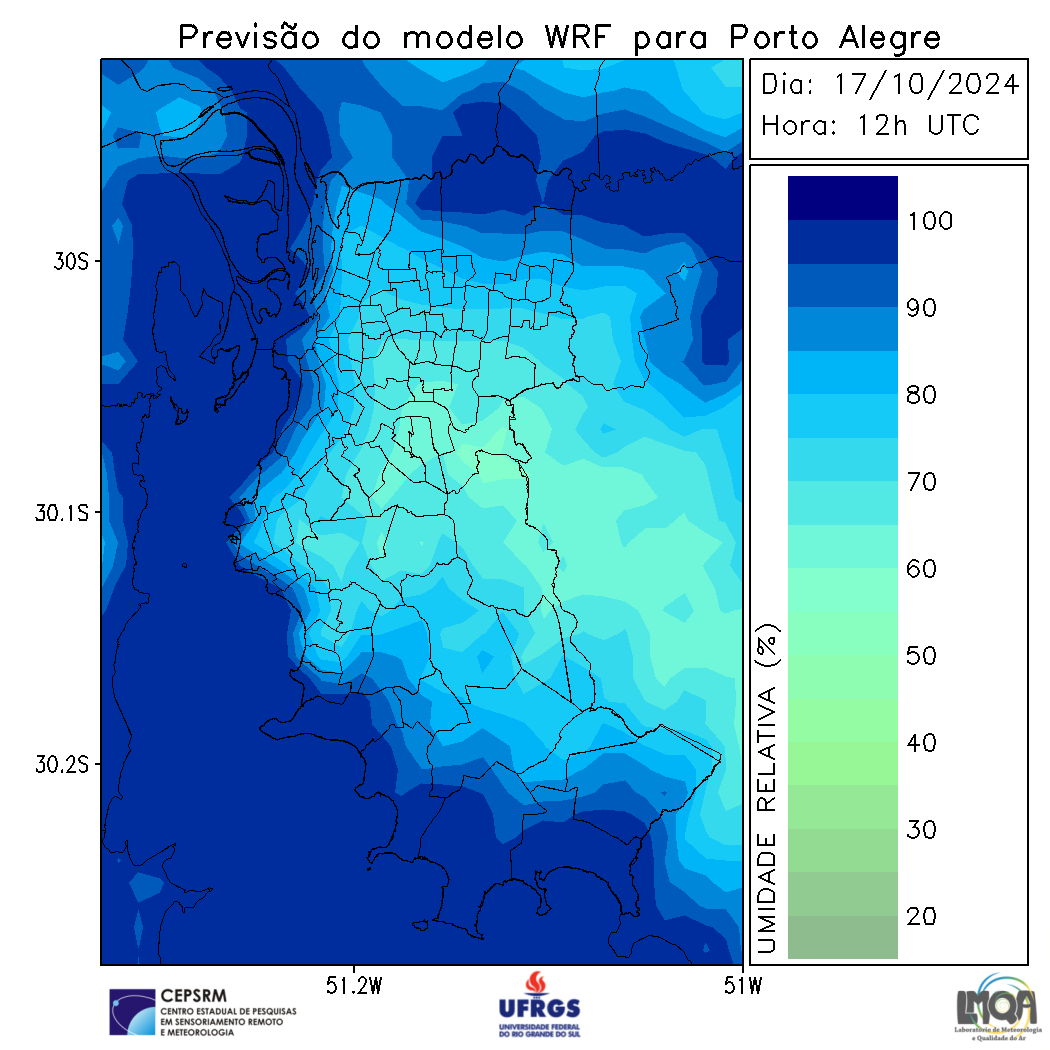 Previsão do modelo WRF para Porto Alegre
Dia: 17/10/2024
Hora: 12h UTC
100
90
80
70
60
50
40
30
20
UMIDADE RELATIVA (%)
30S
30.1S
30.2S
51.2W
51W
CEPSRM
CENTRO ESTADUAL DE PESQUISAS
EM SENSORIAMENTO REMOTO
E METEOROLOGIA
UFRGS
UNIVERSIDADE FEDERAL
DO RIO GRANDE DO SUL
LMQA
Laboratório de Meteorologia
e Qualidade do Ar